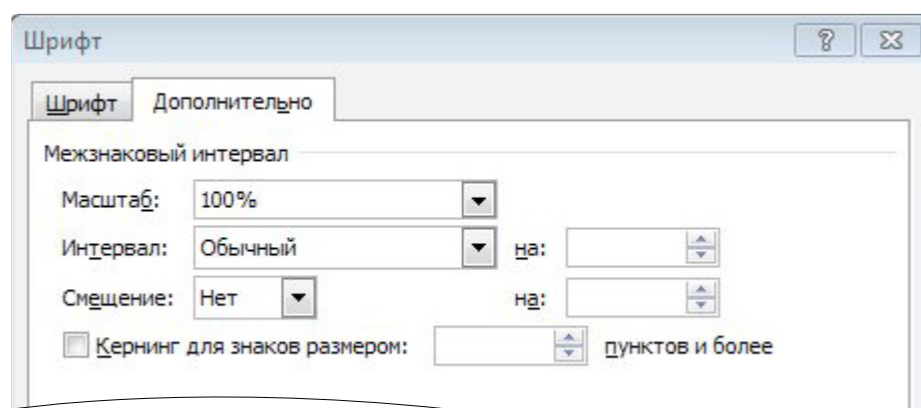 Шрифт
Шрифт Дополнительно
Межзнаковый интервал
Масштаб: 100%
Интервал: Обычный на:
Смещение: Нет на:
Кернинг для знаков размером: пунктов и более